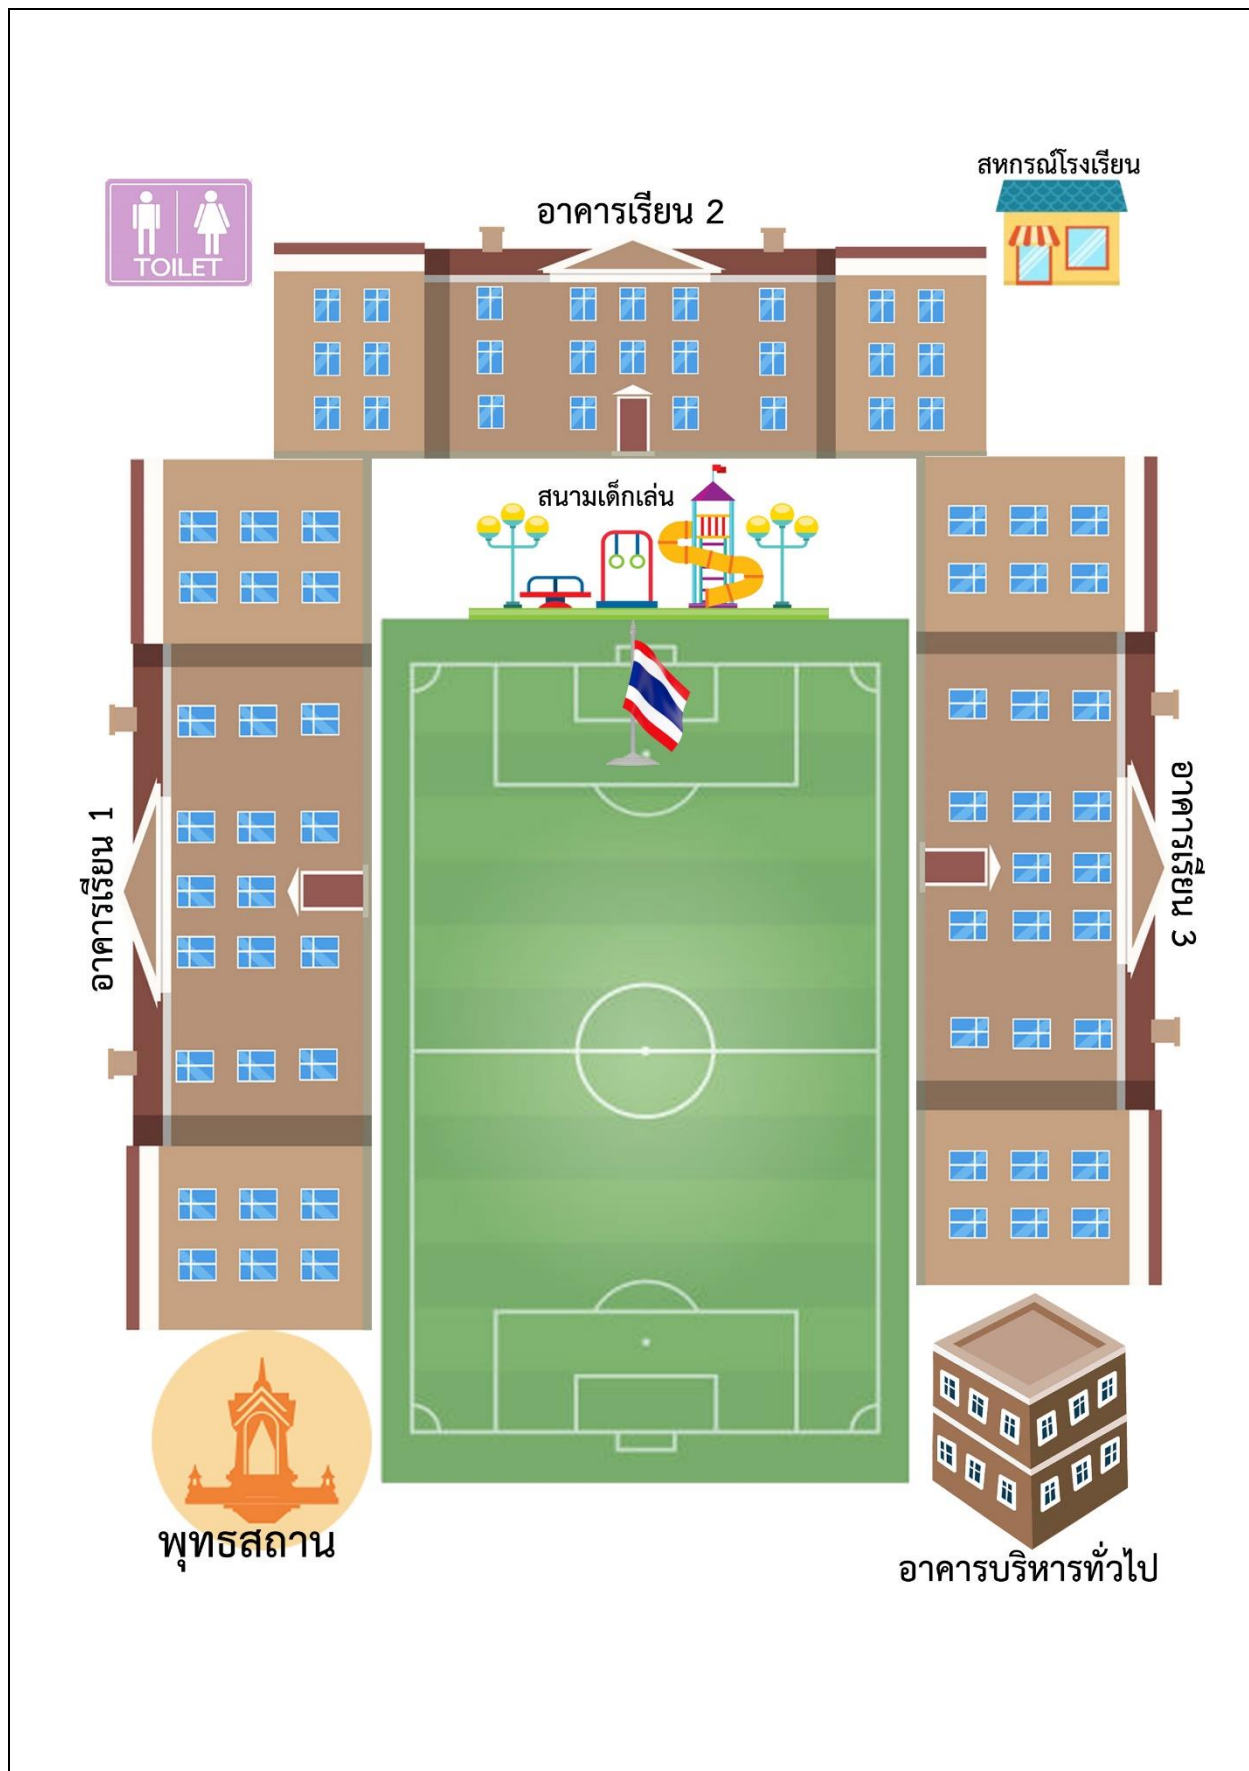 สหกรณ์โรงเรียน
อาคารเรียน 2
TOILET
สนามเด็กเล่น
อาคารเรียน 1
อาคารเรียน 3
พุทธสถาน
อาคารบริหารทั่วไป